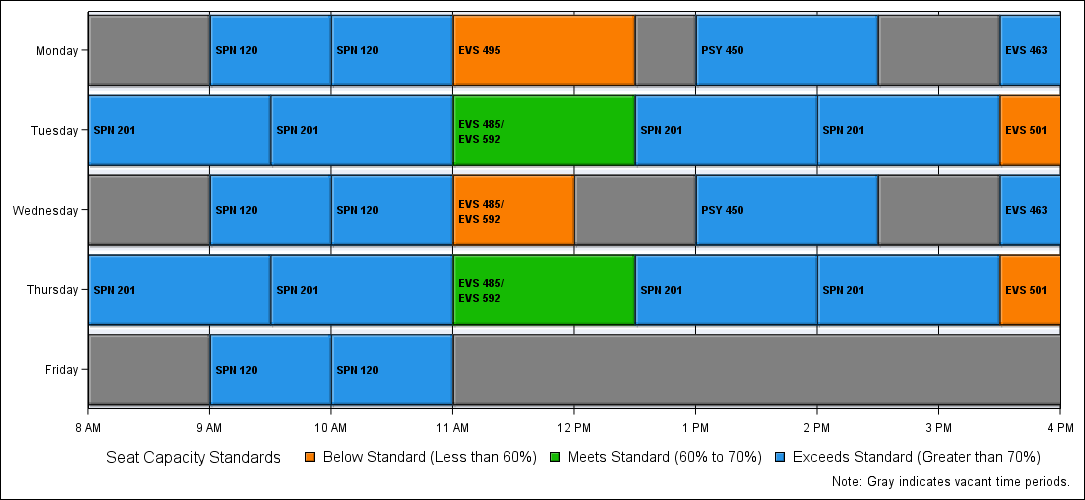 Monday
SPN 120
SPN 120
EVS 495
PSY 450
EVS 463
Tuesday
SPN 201
SPN 201
EVS 485/
EVS 592
SPN 201
SPN 201
EVS 501
Wednesday
SPN 120
SPN 120
EVS 485/
EVS 592
PSY 450
EVS 463
Thursday
SPN 201
SPN 201
EVS 485/
EVS 592
SPN 201
SPN 201
EVS 501
Friday
SPN 120
SPN 120
8 AM 9 AM 10 AM 11 AM 12 PM 1 PM 2 PM 3 PM 4 PM
Seat Capacity Standards Below Standard (Less than 60%) Meets Standard (60% to 70%) Exceeds Standard (Greater than 70%)
Note: Gray indicates vacant time periods.